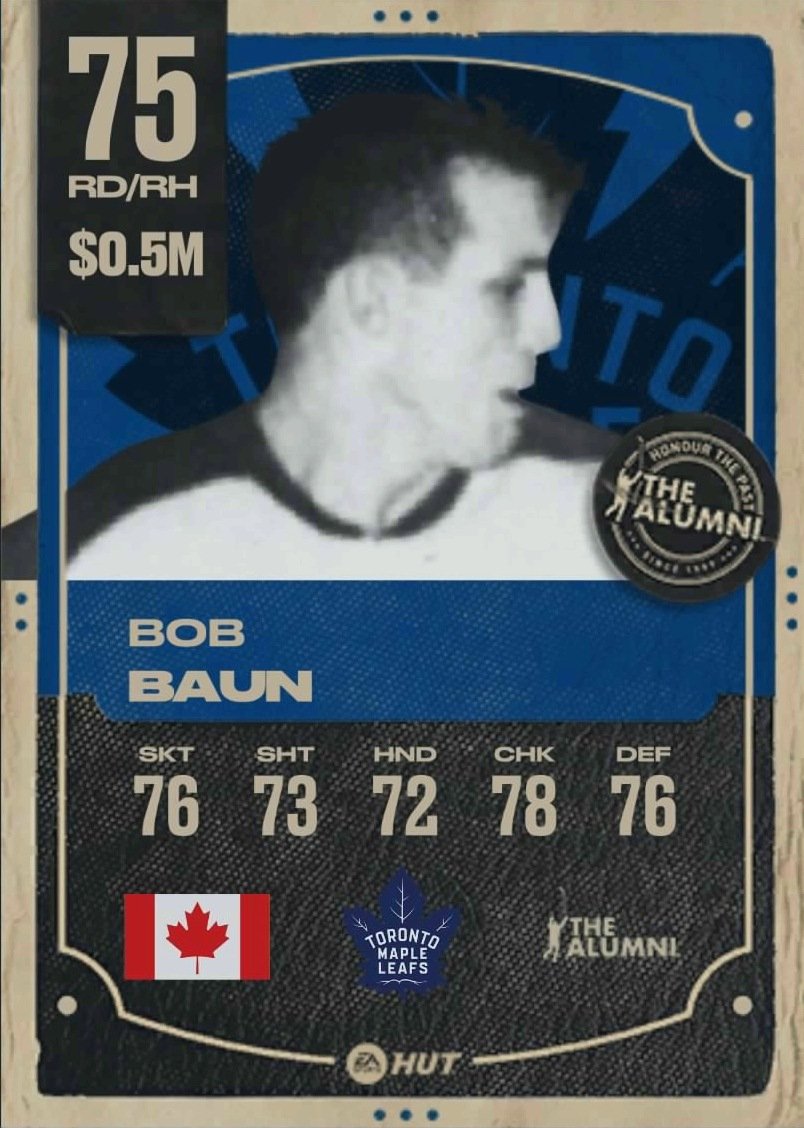 75
RD/RH
$0.5M
TORONTO
HONOUR THE PAST
THE
ALUMNI
BOB
BAUN
SKT SHT HND CHK DEF
76 73 72 78 76
TORONTO
MAPLE
LEAFS
THE
ALUMNI
EA
HUT